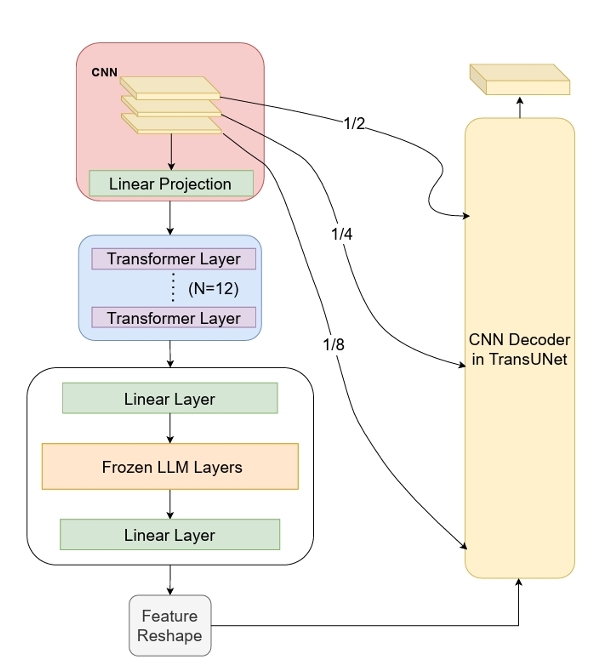 CNN
Linear Projection
Transformer Layer
(N=12)
Transformer Layer
Linear Layer
Frozen LLM Layers
Linear Layer
Feature
Reshape
1/2
1/4
1/8
CNN Decoder
in TransUNet